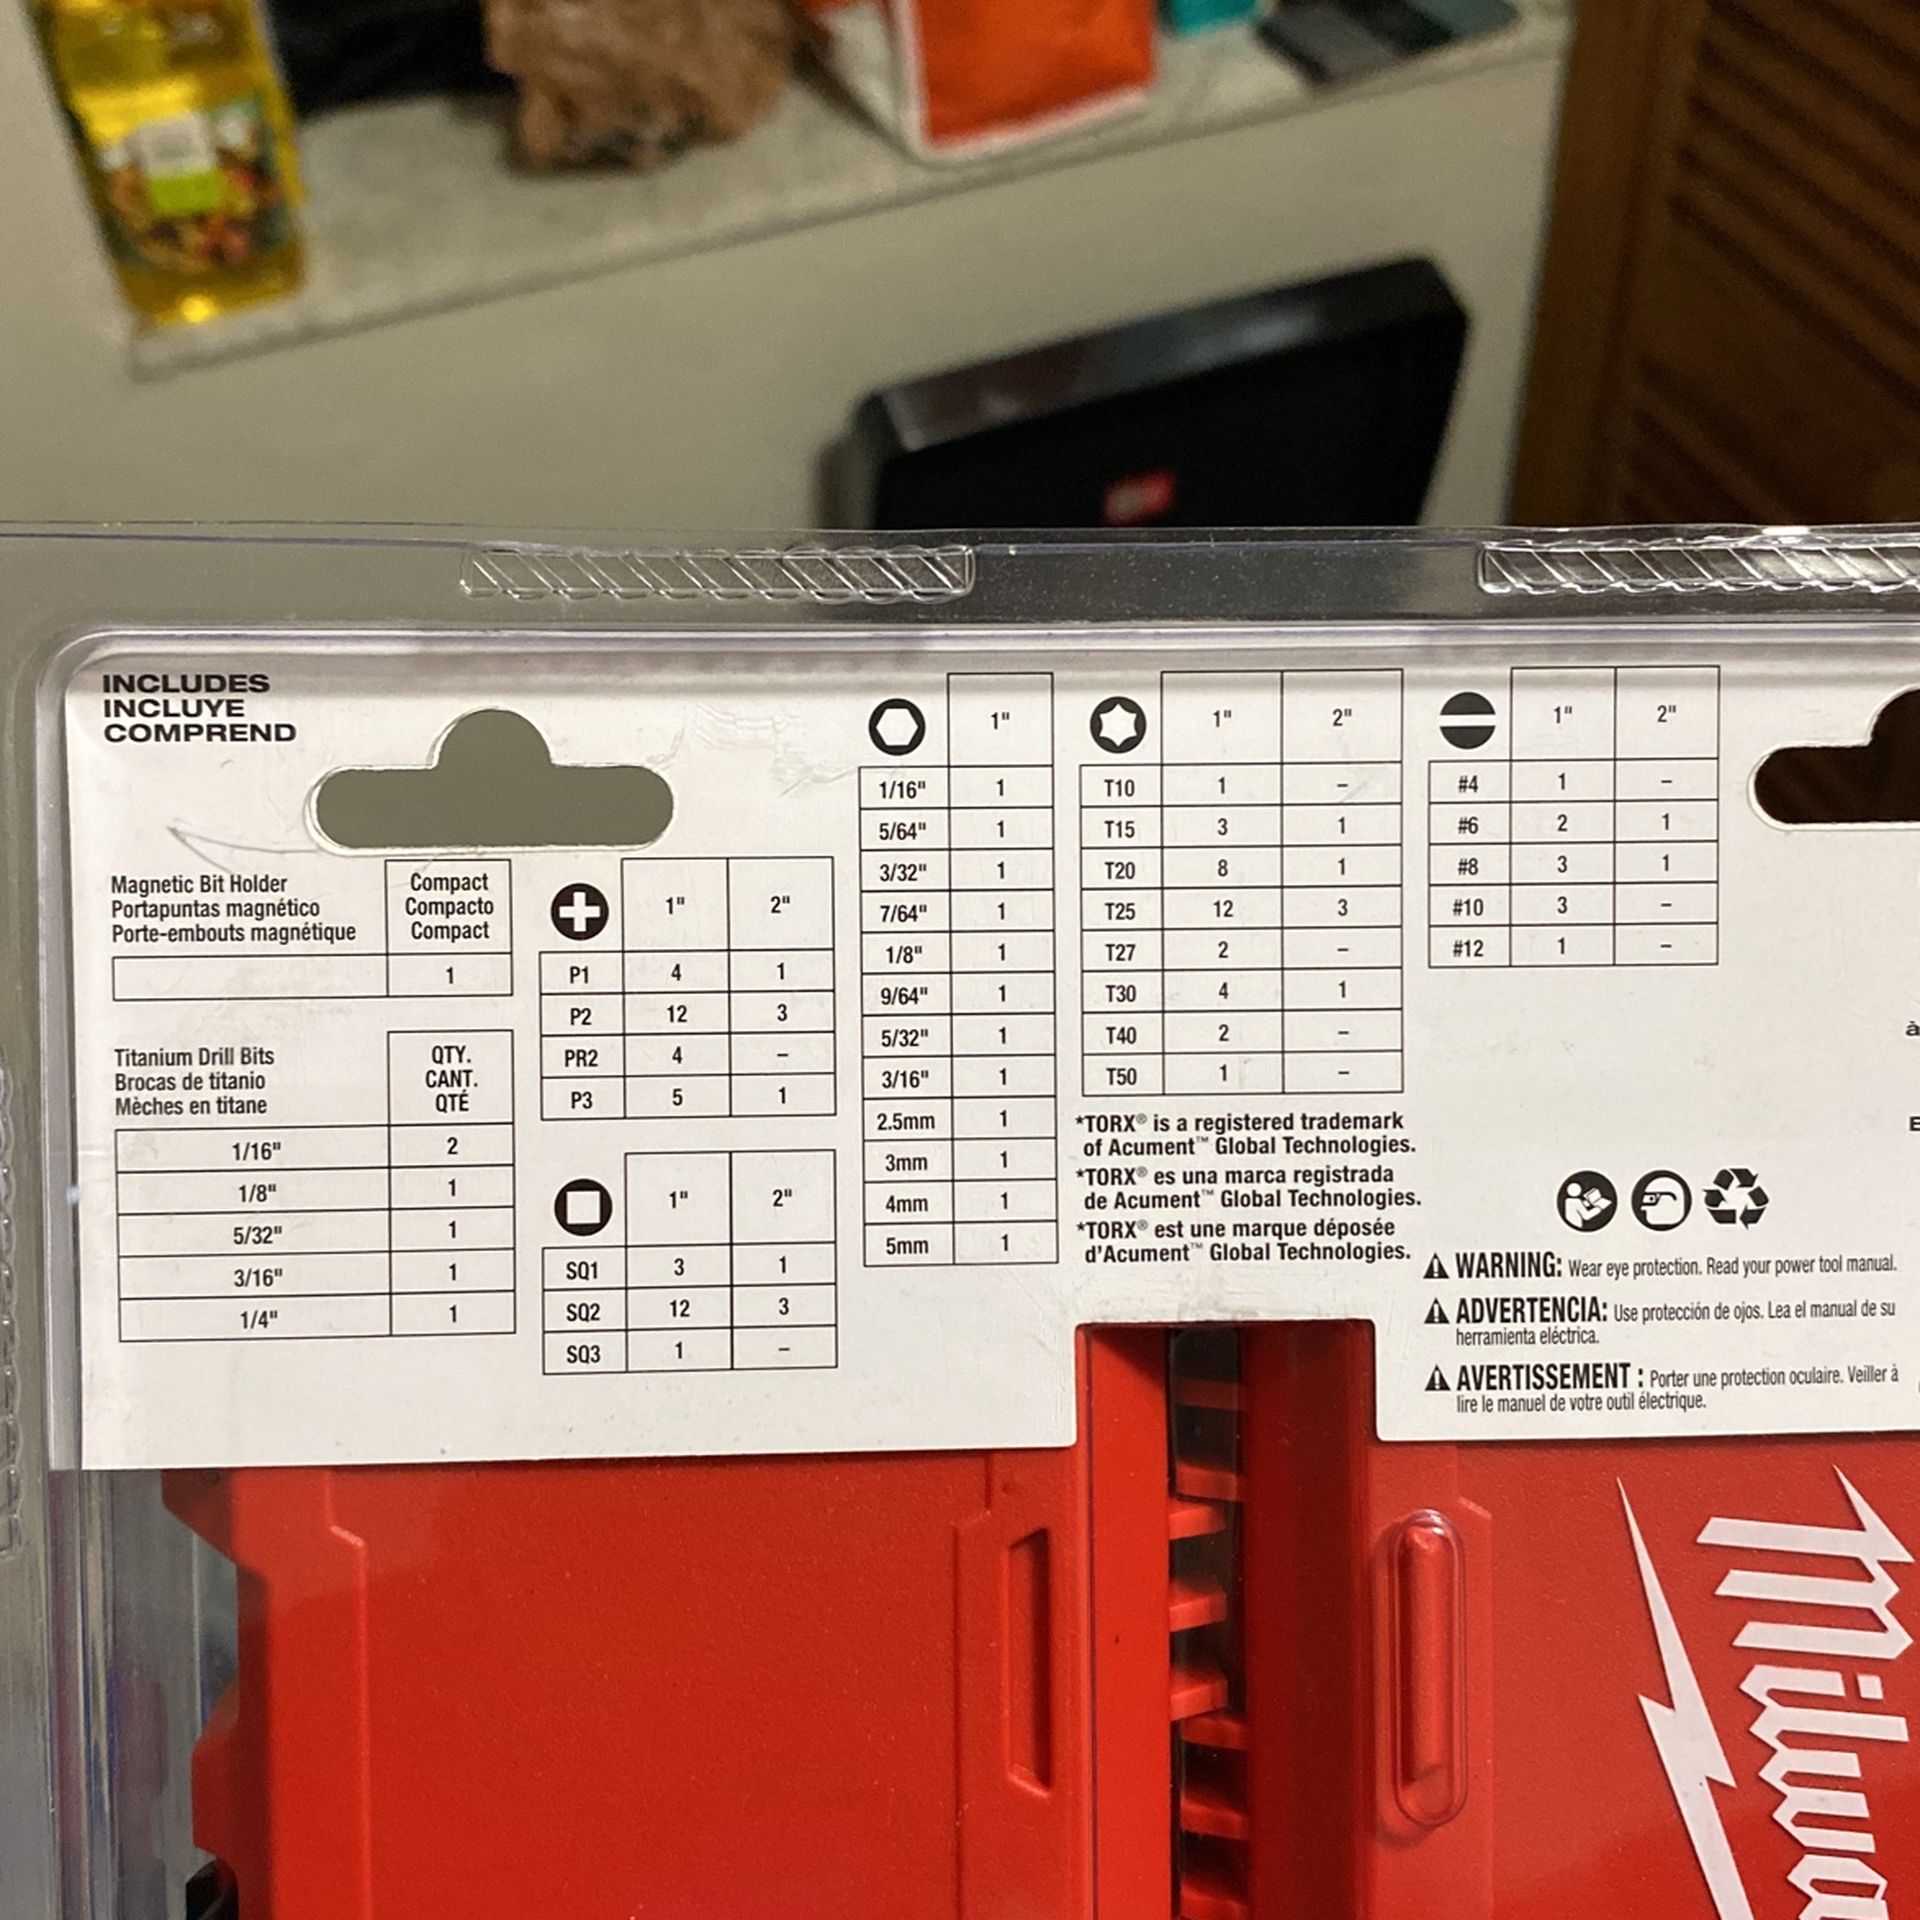 INCLUDES
INCLUYE
COMPREND
Magnetic Bit Holder
Portapuntas magnético
Porte-embouts magnétique
Compact
Compacto
Compact
1
Titanium Drill Bits
Brocas de titanio
Mèches en titane
QTY.
CANT.
QTÉ
1/16" 2
1/8" 1
5/32" 1
3/16" 1
1/4" 1
1" 2"
P1 4 1
P2 12 3
PR2 4 –
P3 5 1
1" 2"
SQ1 3 1
SQ2 12 3
SQ3 1 –
1"
1/16" 1
5/64" 1
3/32" 1
7/64" 1
1/8" 1
9/64" 1
5/32" 1
3/16" 1
2.5mm 1
3mm 1
4mm 1
5mm 1
1" 2"
T10 1 –
T15 3 1
T20 8 1
T25 12 3
T27 2 –
T30 4 1
T40 2 –
T50 1 –
*TORX® is a registered trademark
of Acument™ Global Technologies.
*TORX® es una marca registrada
de Acument™ Global Technologies.
*TORX® est une marque déposée
d'Acument™ Global Technologies.
1" 2"
#4 1 –
#6 2 1
#8 3 1
#10 3 –
#12 1 –
à
E
WARNING: Wear eye protection. Read your power tool manual.
ADVERTENCIA: Use protección de ojos. Lea el manual de su
herramienta eléctrica.
AVERTISSEMENT : Porter une protection oculaire. Veiller à
lire le manuel de votre outil électrique.
Milwa